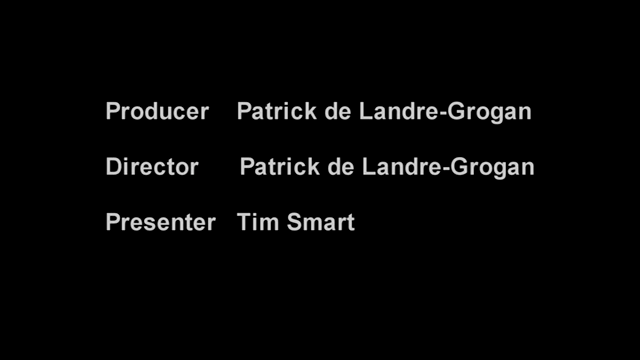 Producer Patrick de Landre-Grogan
Director Patrick de Landre-Grogan
Presenter Tim Smart